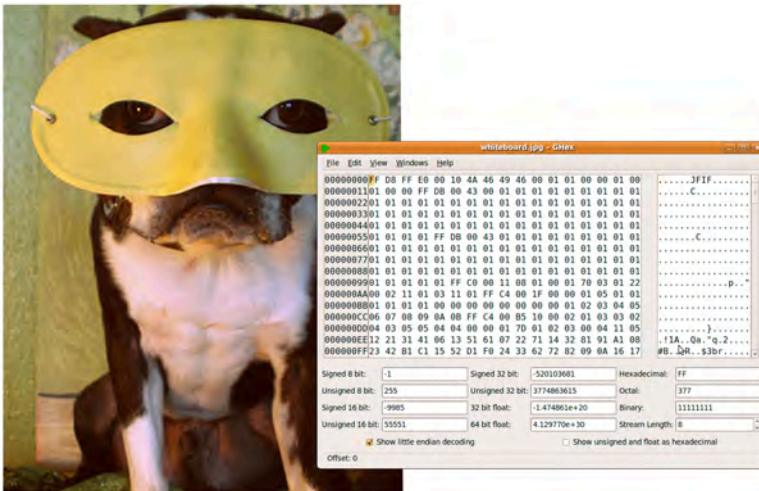 whiteboard.jpg - GHex
File Edit View Windows Help
00000000FF D8 FF E0 00 10 4A 46 49 46 00 01 01 00 00 01 00 ......JFIF.......
0000001101 00 00 FF DB 00 43 00 01 01 01 01 01 01 01 01 01 ......C..........
0000002201 01 01 01 01 01 01 01 01 01 01 01 01 01 01 01 01 .................
0000003301 01 01 01 01 01 01 01 01 01 01 01 01 01 01 01 01 .................
0000004401 01 01 01 01 01 01 01 01 01 01 01 01 01 01 01 01 .................
0000005501 01 01 01 FF DB 00 43 01 01 01 01 01 01 01 01 01 .......C.........
0000006601 01 01 01 01 01 01 01 01 01 01 01 01 01 01 01 01 .................
0000007701 01 01 01 01 01 01 01 01 01 01 01 01 01 01 01 01 .................
0000008801 01 01 01 01 01 01 01 01 01 01 01 01 01 01 01 01 .................
0000009901 01 01 01 01 FF C0 00 11 08 01 00 01 70 03 01 22 .............p.."
000000AA00 02 11 01 03 11 01 FF C4 00 1F 00 00 01 05 01 01 .................
000000BB01 01 01 01 00 00 00 00 00 00 00 00 01 02 03 04 05 .................
000000CC06 07 08 09 0A 0B FF C4 00 B5 10 00 02 01 03 03 02 .................
000000DD04 03 05 05 04 04 00 00 01 7D 01 02 03 00 04 11 05 .........}.......
000000EE12 21 31 41 06 13 51 61 07 22 71 14 32 81 91 A1 08 .!1A..Qa."q.2....
000000FF23 42 B1 C1 15 52 D1 F0 24 33 62 72 82 09 0A 16 17 #B...R..$3br.....
Signed 8 bit: -1 Signed 32 bit: -520103681 Hexadecimal: FF
Unsigned 8 bit: 255 Unsigned 32 bit: 3774863615 Octal: 377
Signed 16 bit: -9985 32 bit float: -1.474861e+20 Binary: 11111111
Unsigned 16 bit: 55551 64 bit float: 4.129770e+30 Stream Length: 8
Show little endian decoding Show unsigned and float as hexadecimal
Offset: 0